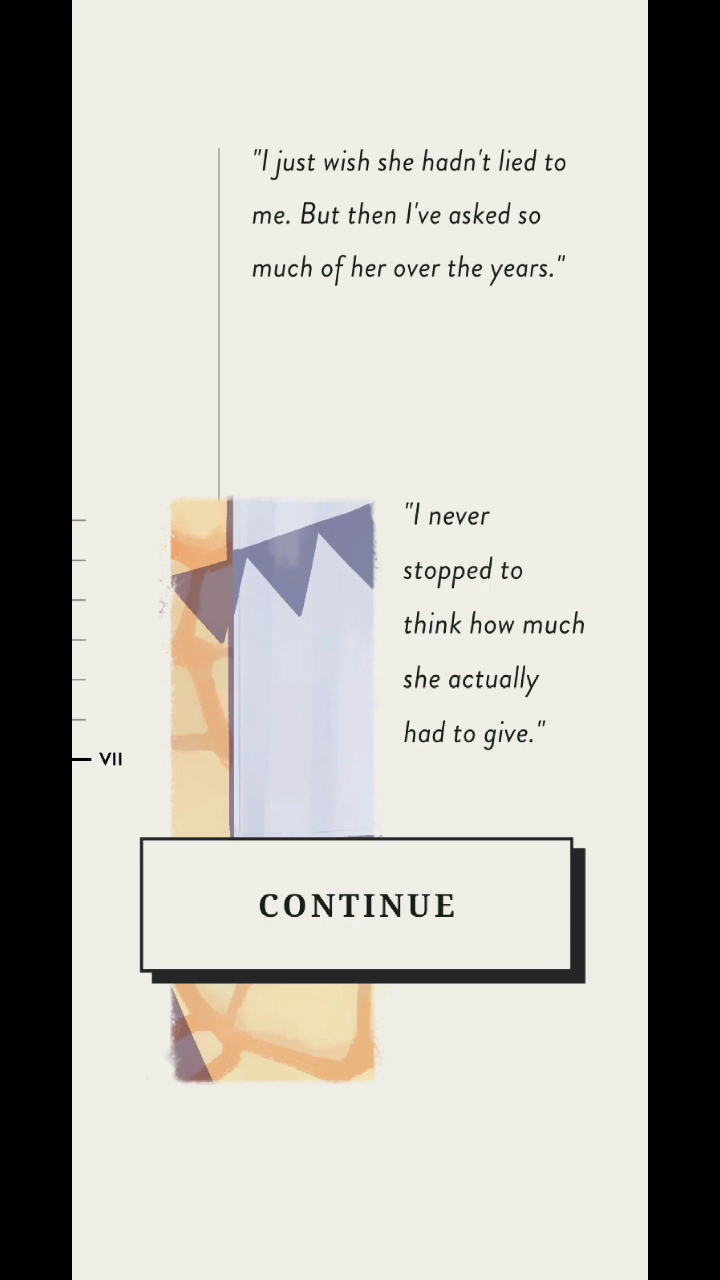 "I just wish she hadn't lied to
me. But then I've asked so
much of her over the years."
"I never
stopped to
think how much
she actually
had to give."
VII
CONTINUE